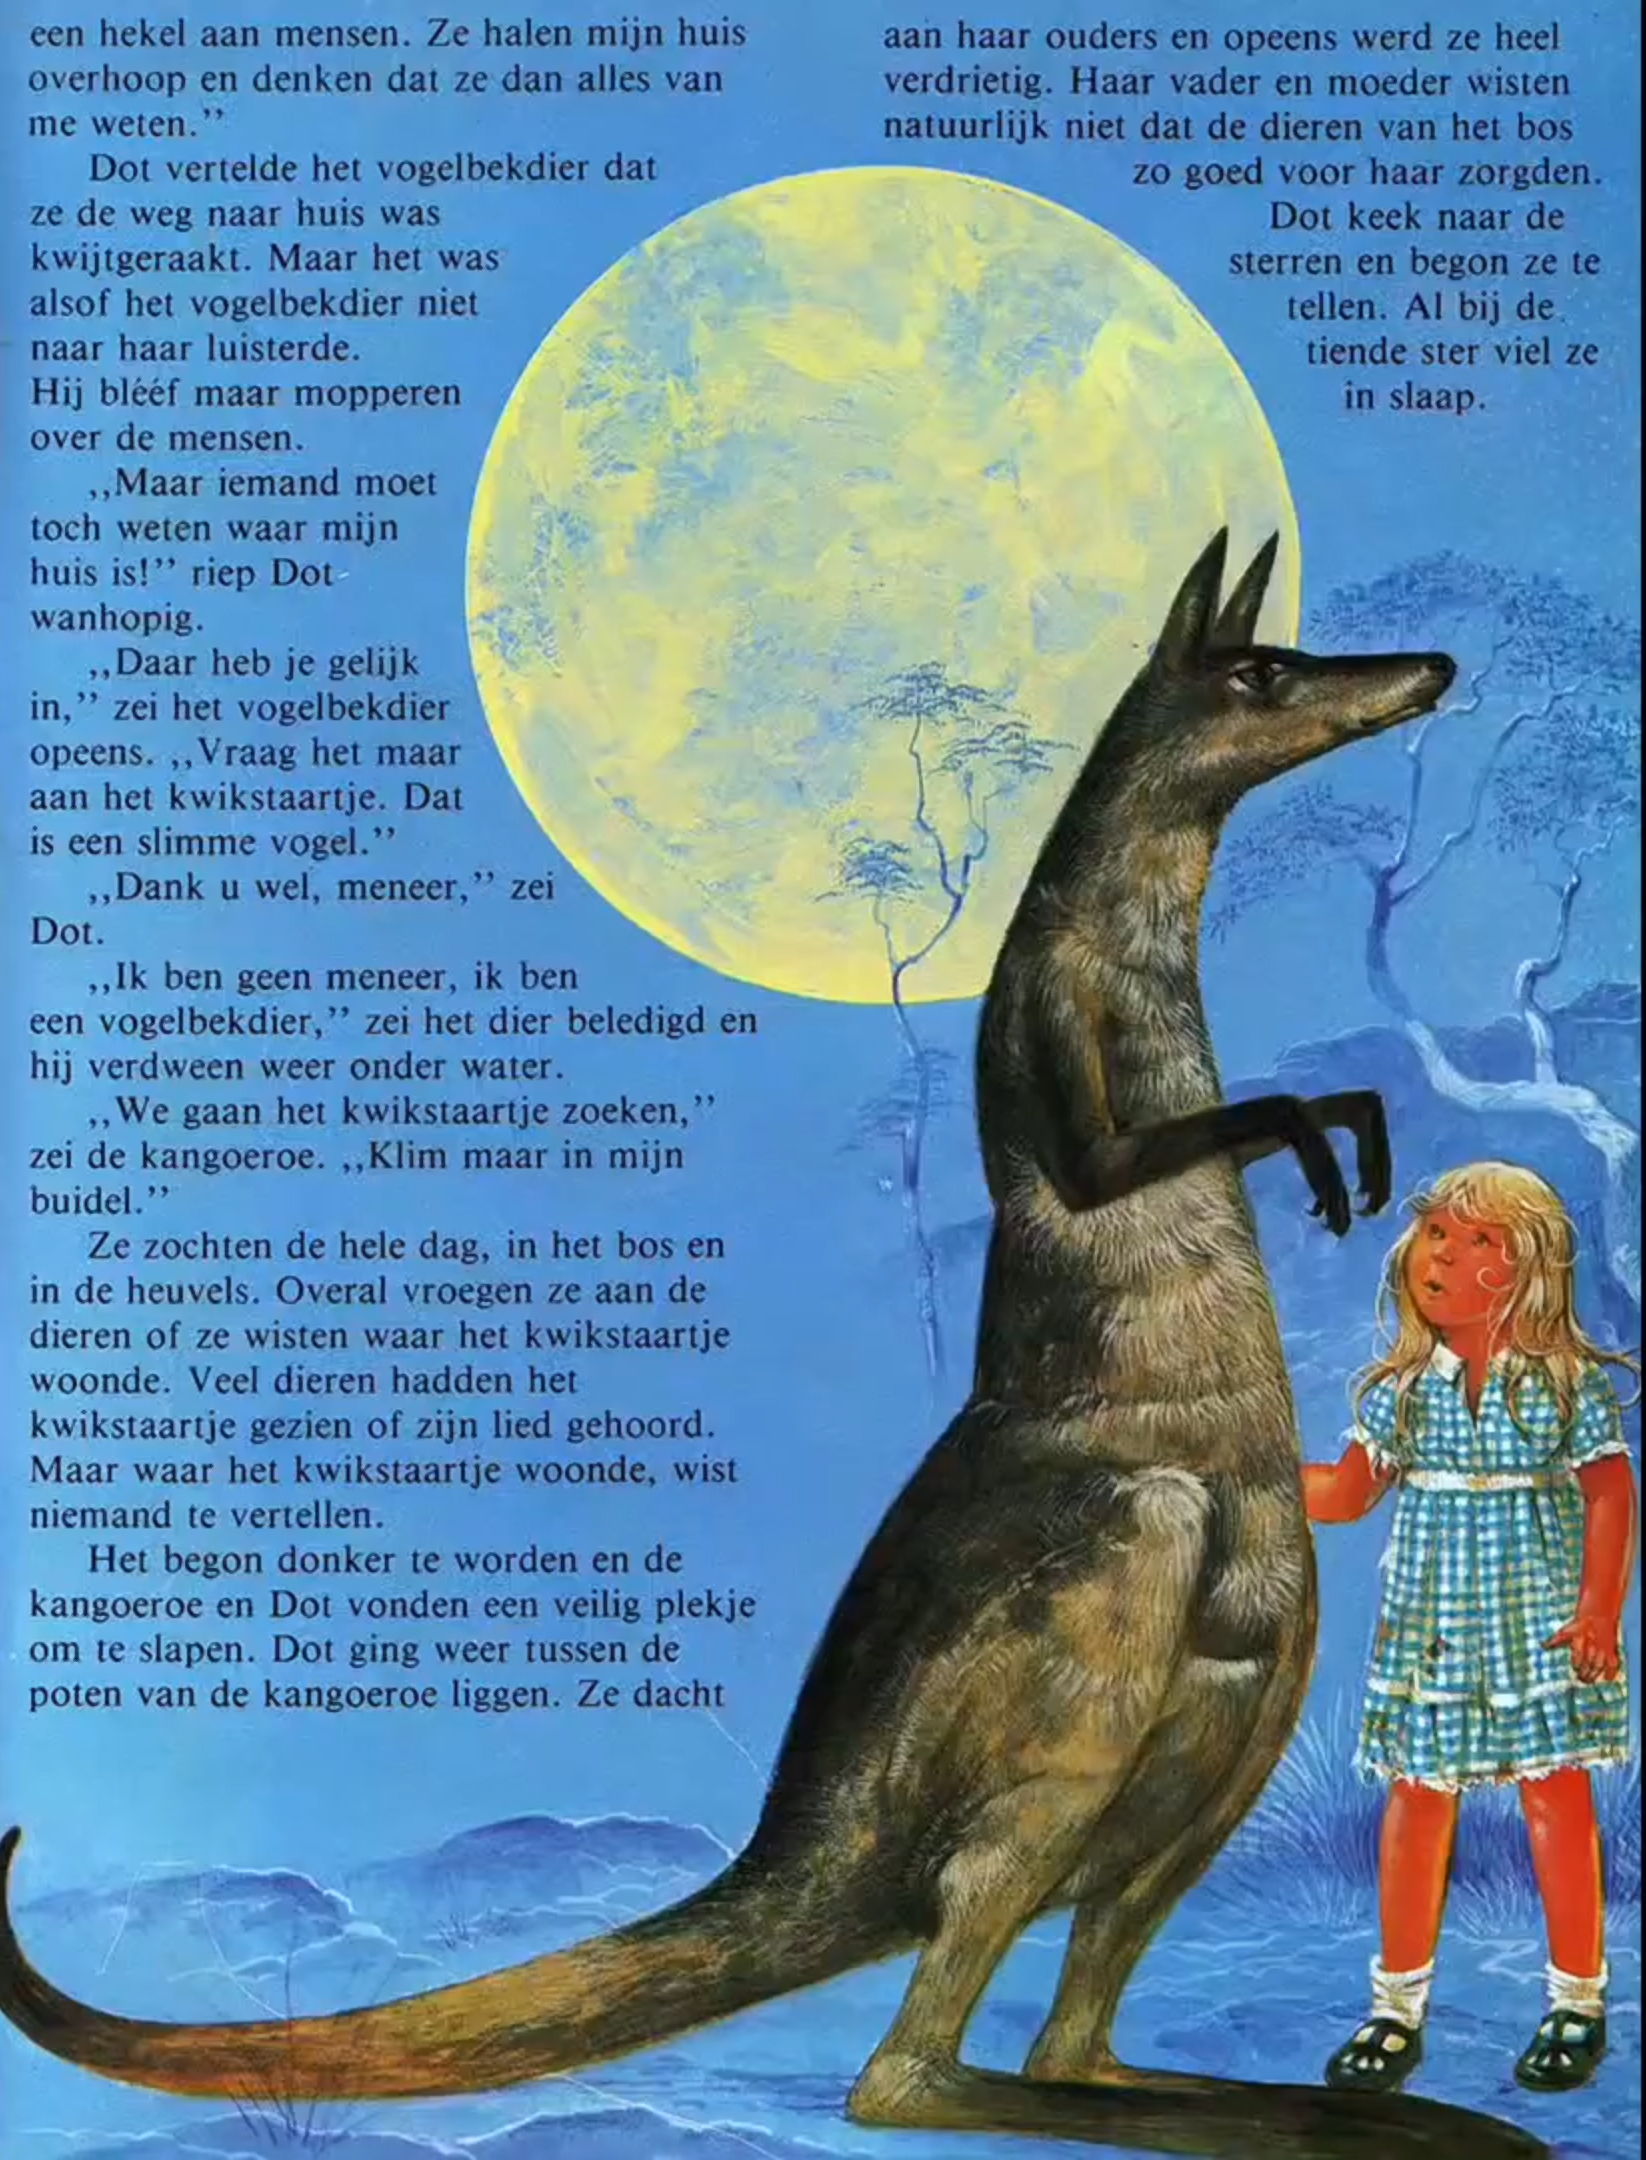 een hekel aan mensen. Ze halen mijn huis
overhoop en denken dat ze dan alles van
me weten.”
Dot vertelde het vogelbekdier dat
ze de weg naar huis was
kwijtgeraakt. Maar het was
alsof het vogelbekdier niet
naar haar luisterde.
Hij blééf maar mopperen
over de mensen.
,,Maar iemand moet
toch weten waar mijn
huis is!” riep Dot
wanhopig.
,,Daar heb je gelijk
in,” zei het vogelbekdier
opeens. ,,Vraag het maar
aan het kwikstaartje. Dat
is een slimme vogel.”
,,Dank u wel, meneer,” zei
Dot.
,,Ik ben geen meneer, ik ben
een vogelbekdier,” zei het dier beledigd en
hij verdween weer onder water.
,,We gaan het kwikstaartje zoeken,”
zei de kangoeroe. ,,Klim maar in mijn
buidel.”
Ze zochten de hele dag, in het bos en
in de heuvels. Overal vroegen ze aan de
dieren of ze wisten waar het kwikstaartje
woonde. Veel dieren hadden het
kwikstaartje gezien of zijn lied gehoord.
Maar waar het kwikstaartje woonde, wist
niemand te vertellen.
Het begon donker te worden en de
kangoeroe en Dot vonden een veilig plekje
om te slapen. Dot ging weer tussen de
poten van de kangoeroe liggen. Ze dacht
aan haar ouders en opeens werd ze heel
verdrietig. Haar vader en moeder wisten
natuurlijk niet dat de dieren van het bos
zo goed voor haar zorgden.
Dot keek naar de
sterren en begon ze te
tellen. Al bij de
tiende ster viel ze
in slaap.